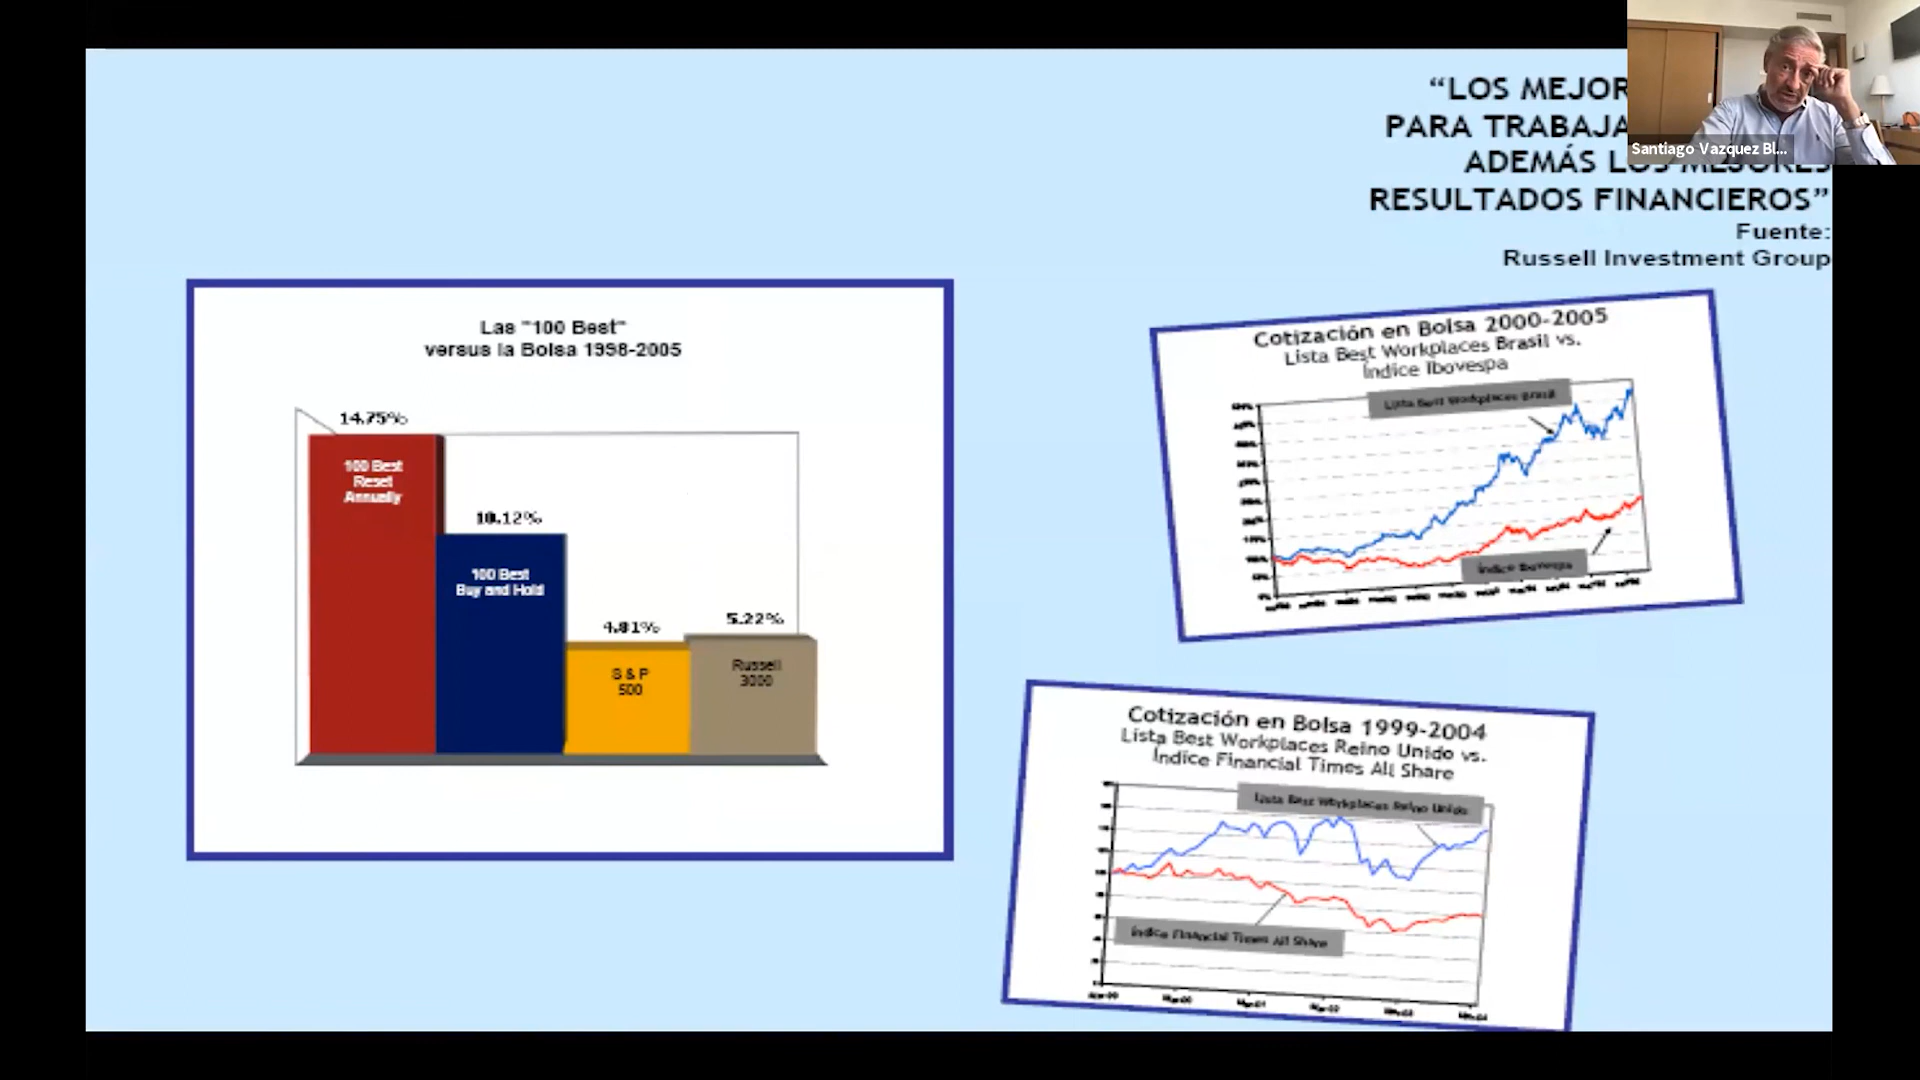 “LOS MEJOR
PARA TRABAJA
ADEMÁS LOS MEJORES
RESULTADOS FINANCIEROS”
Fuente:
Russell Investment Group
Santiago Vazquez Bl...
Las "100 Best"
versus la Bolsa 1998-2005
14.75%
100 Best
Reset
Annually
10.12%
100 Best
Buy and Hold
4.81%
S & P
500
5.22%
Russell
3000
Cotización en Bolsa 2000-2005
Lista Best Workplaces Brasil vs.
Índice Ibovespa
Lista Best Workplaces Brasil
Índice Ibovespa
Cotización en Bolsa 1999-2004
Lista Best Workplaces Reino Unido vs.
Índice Financial Times All Share
Lista Best Workplaces Reino Unido
Índice Financial Times All Share